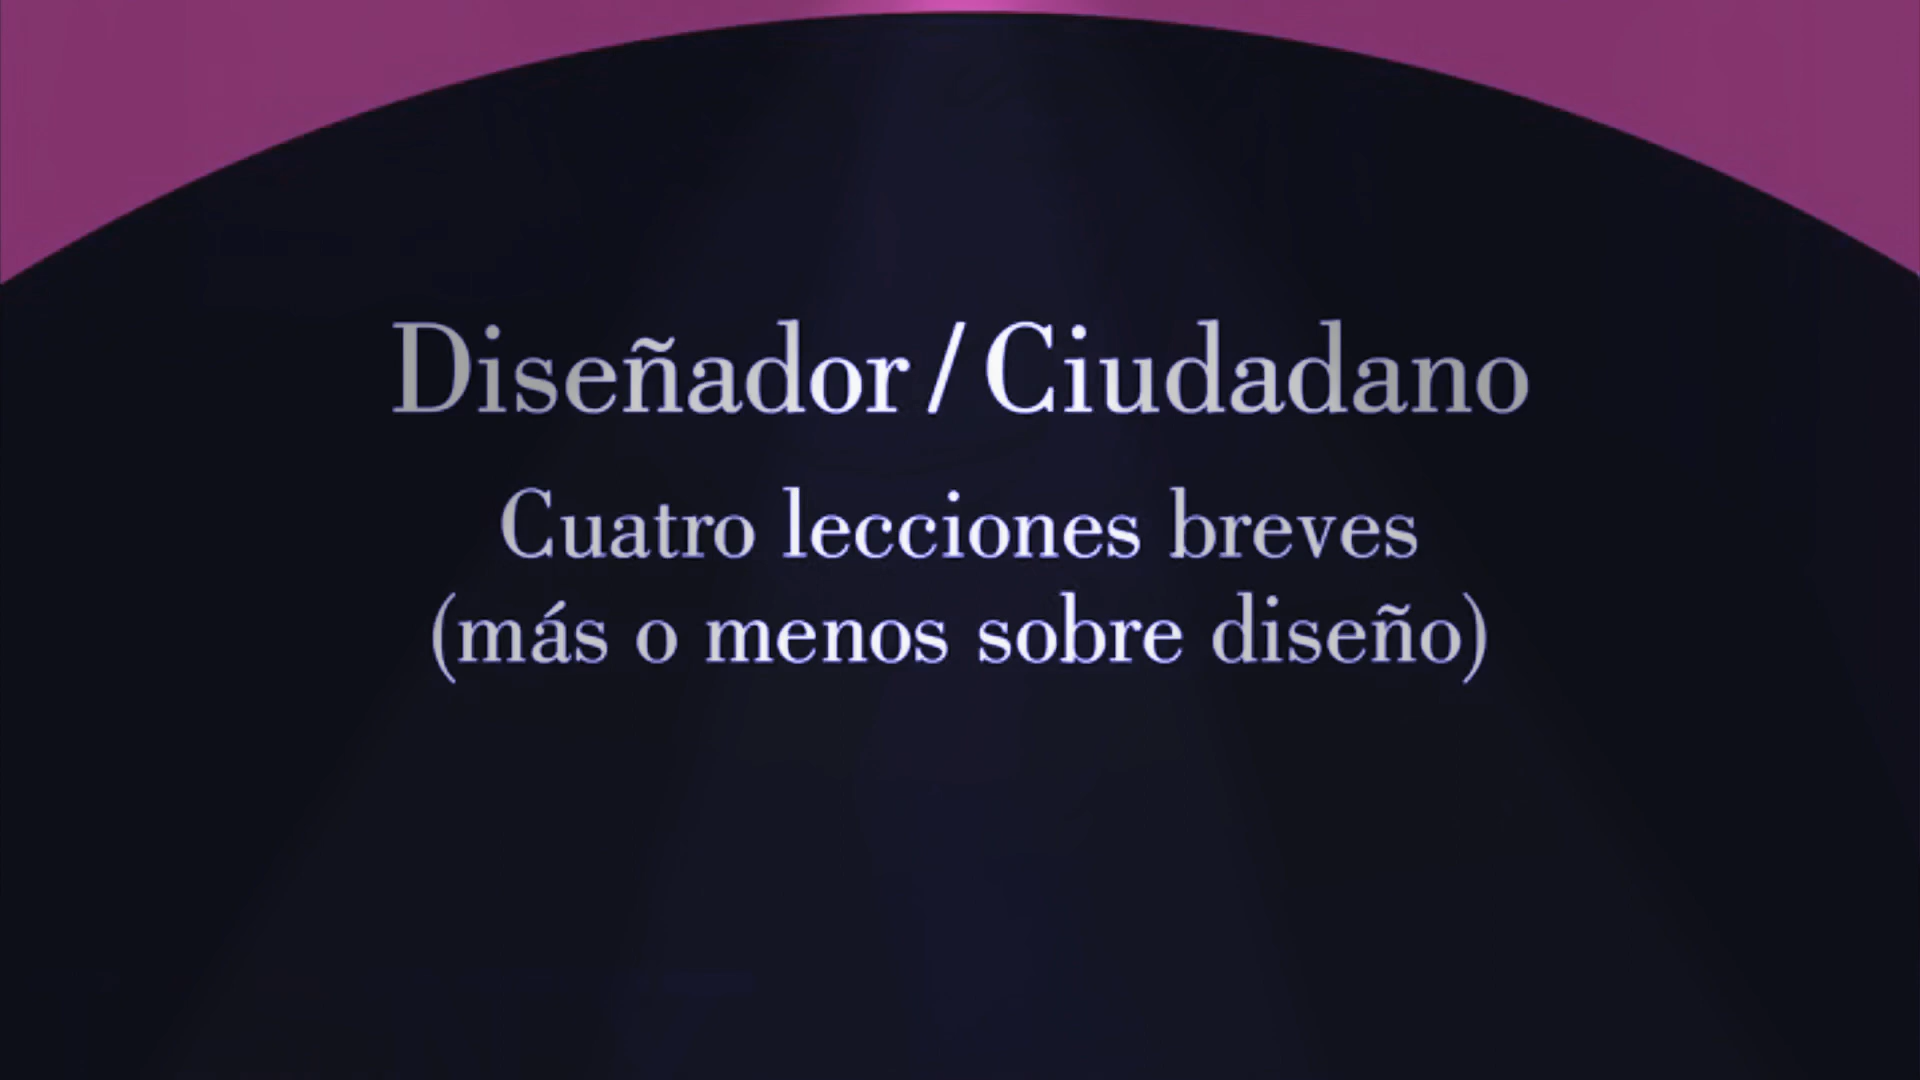 Diseñador/Ciudadano
Cuatro lecciones breves
(más o menos sobre diseño)